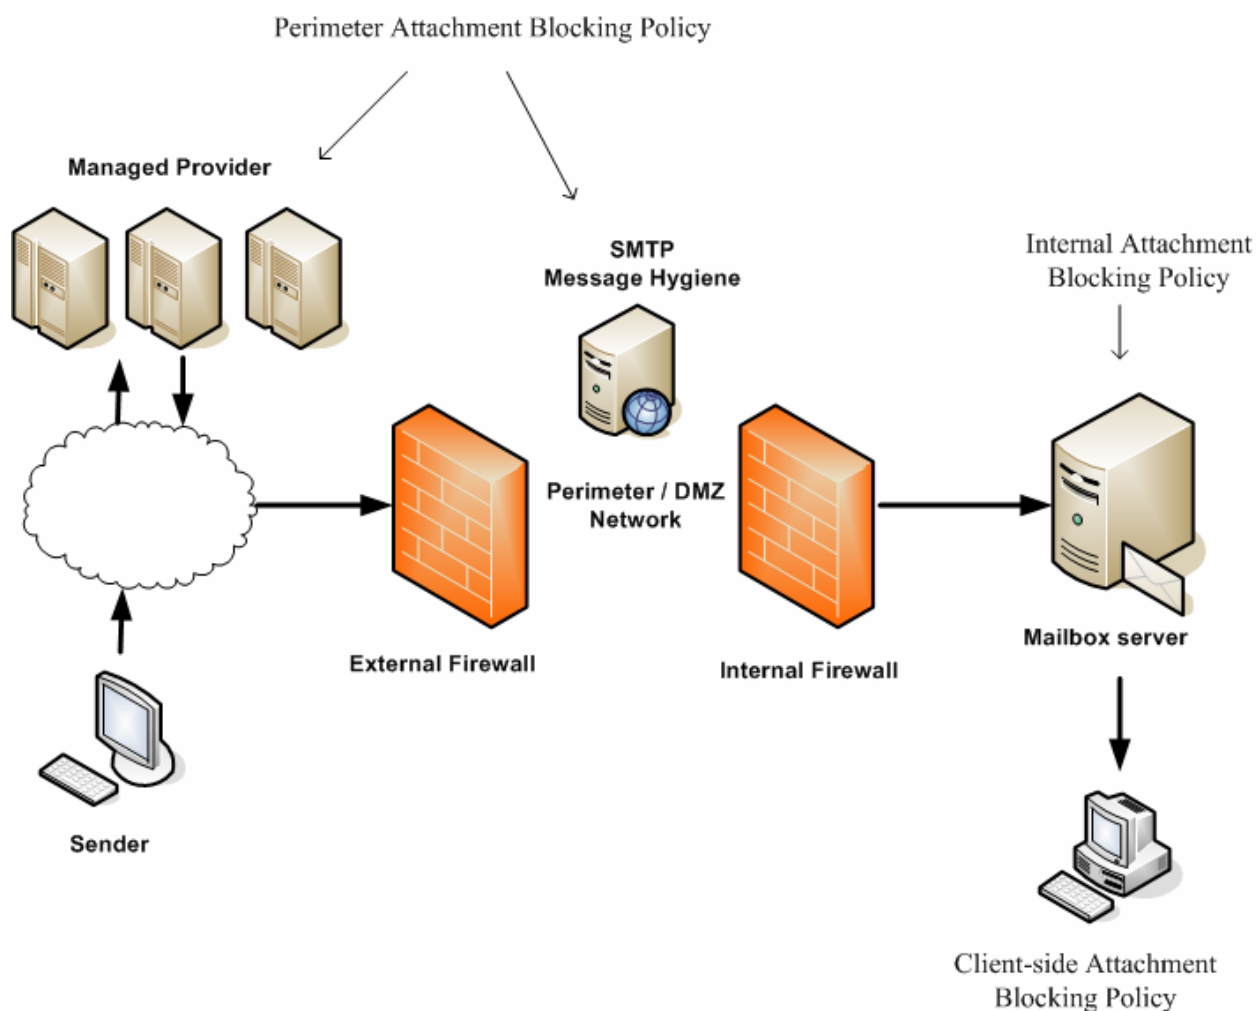 Perimeter Attachment Blocking Policy
Managed Provider
SMTP
Message Hygiene
Internal Attachment
Blocking Policy
Perimeter / DMZ
Network
External Firewall
Internal Firewall
Mailbox server
Sender
Client-side Attachment
Blocking Policy